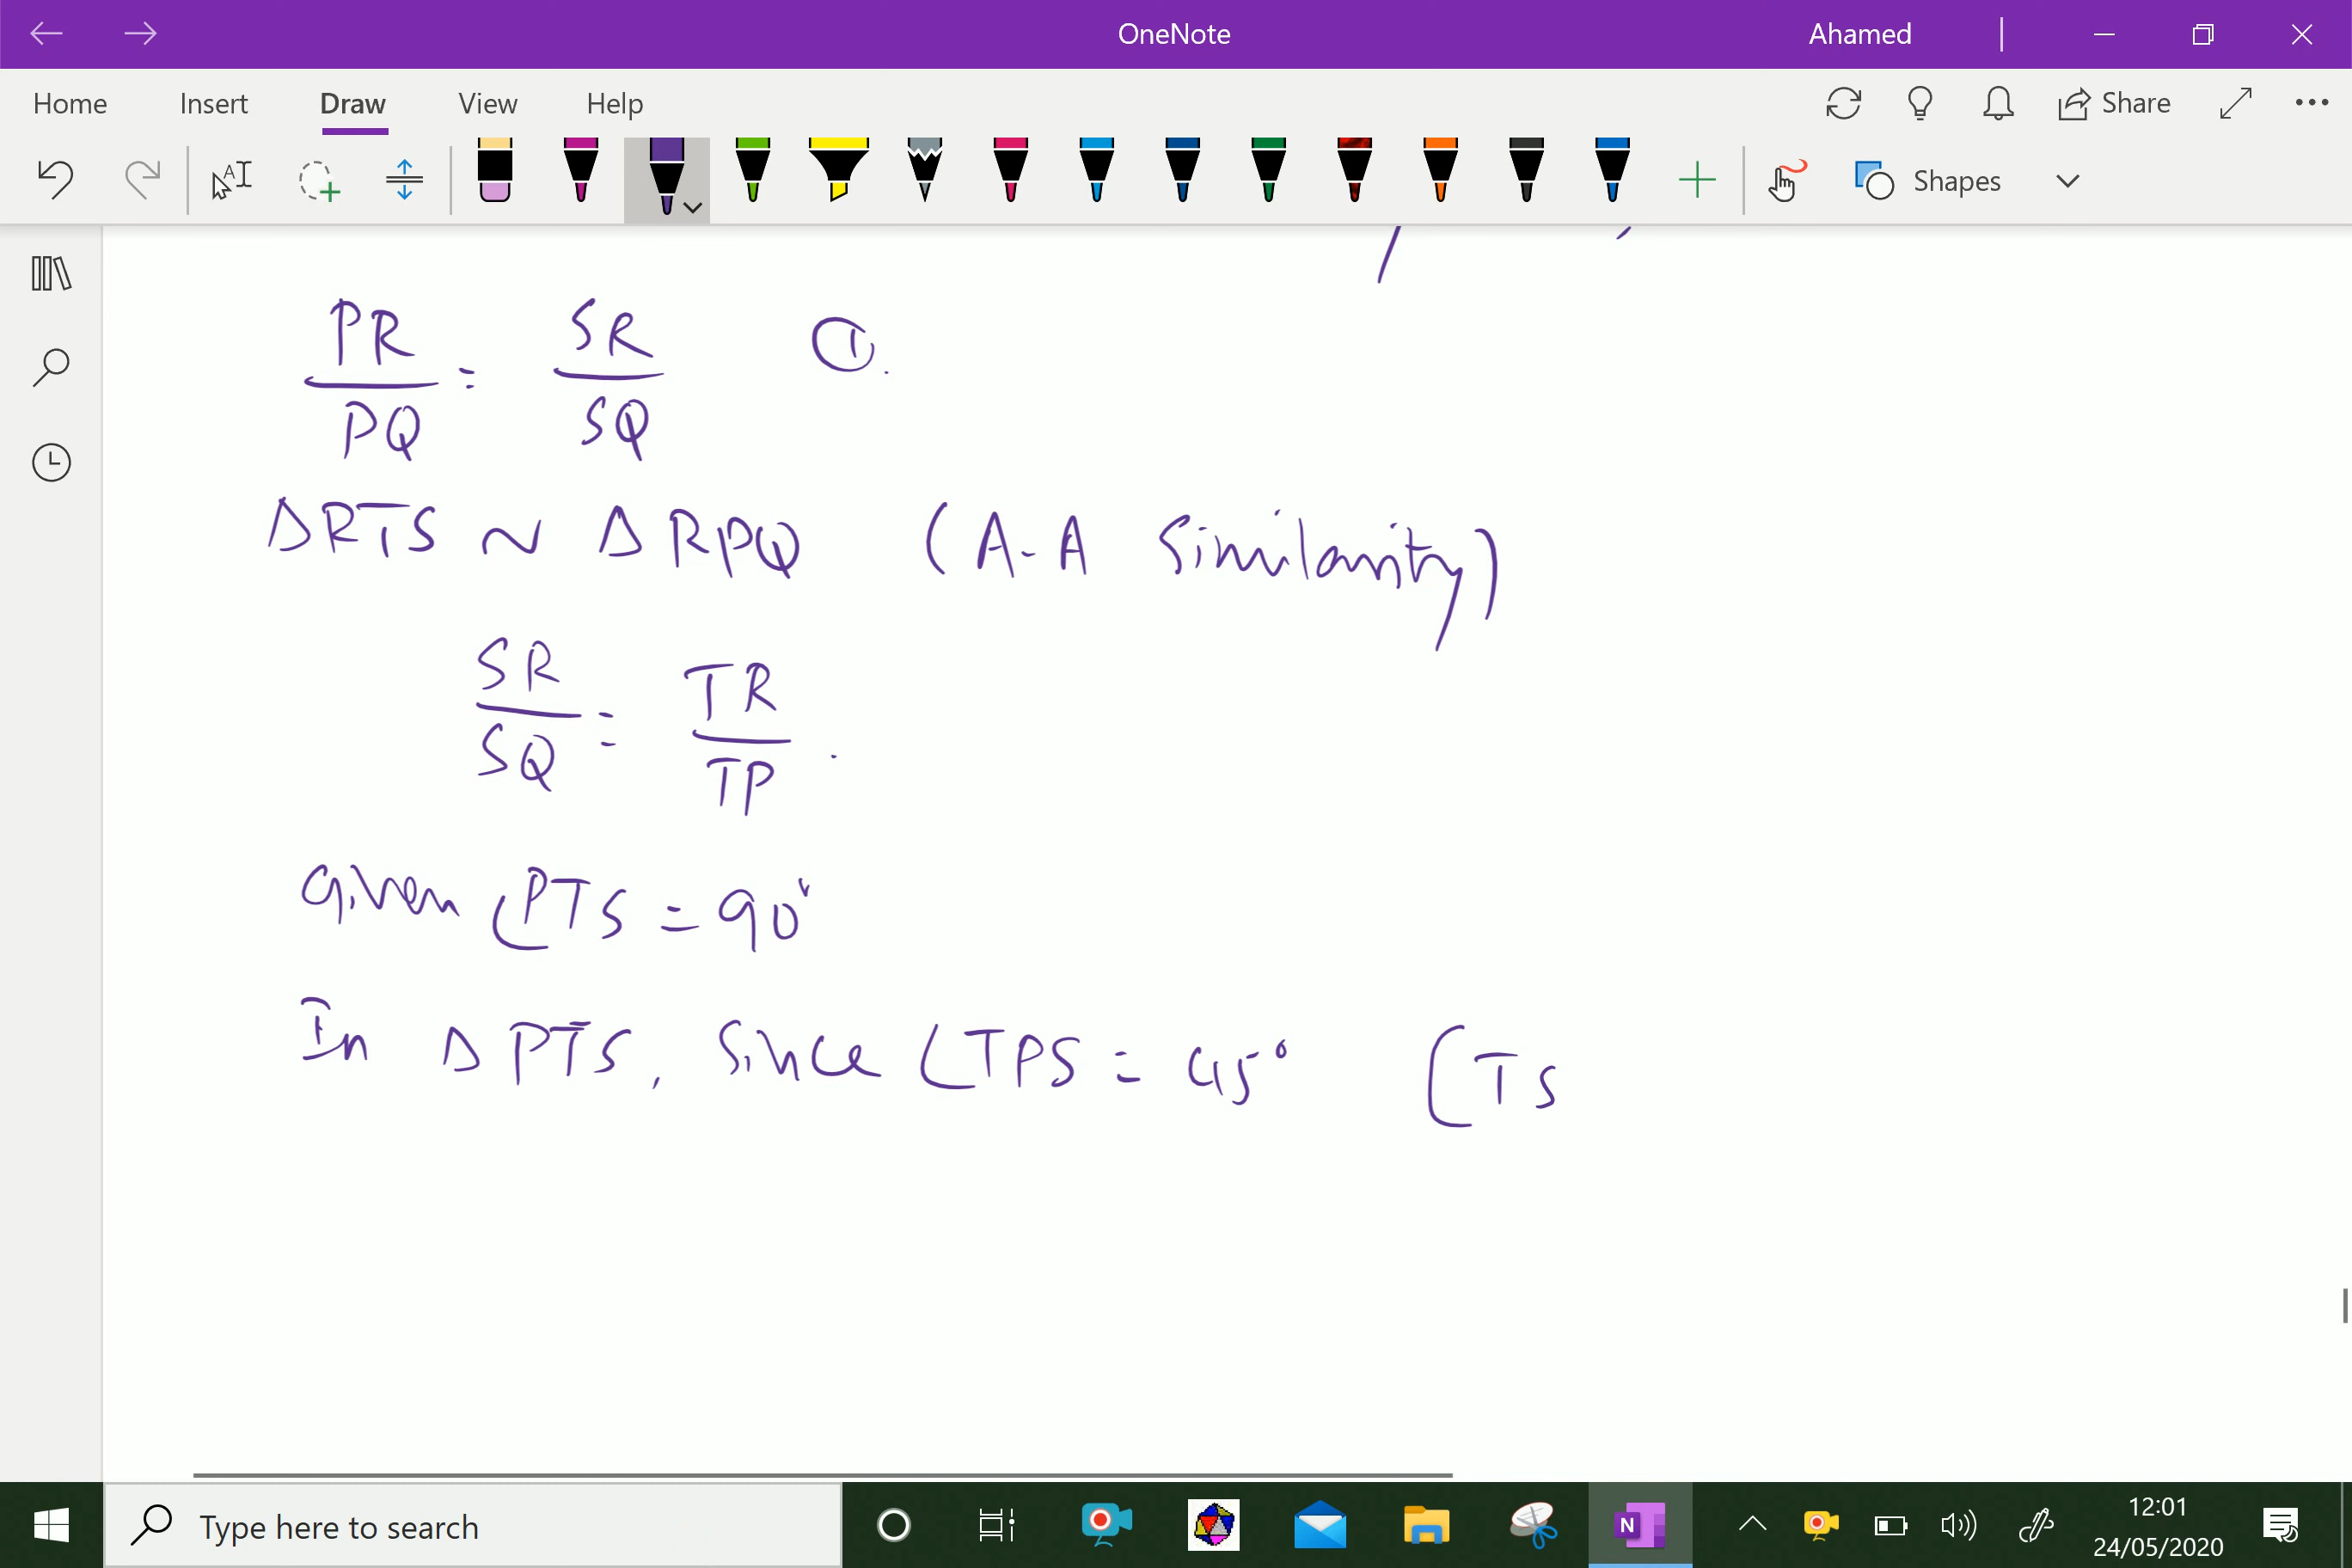 OneNote
Ahamed
Home Insert Draw View Help
Share
Shapes
PR/PQ = SR/SQ ①.
ΔRTS ~ ΔRPQ (A-A Similarity)
SR/SQ = TR/TP.
Given ∠PTS = 90°
In ΔPTS, Since ∠TPS = 45° [TS
Type here to search
N
12:01
24/05/2020